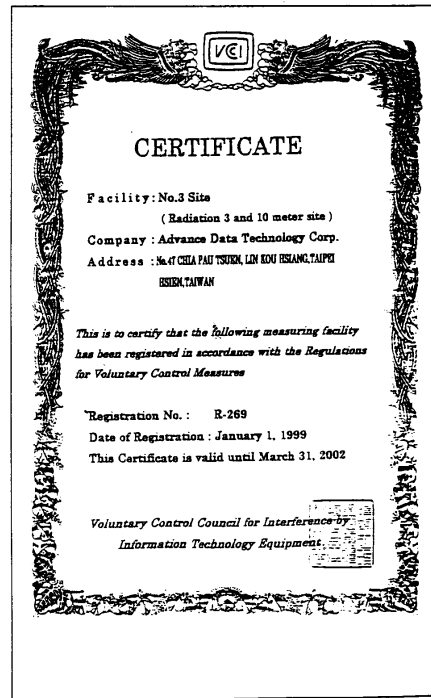 VCCI
CERTIFICATE
Facility: No.3 Site
( Radiation 3 and 10 meter site )
Company : Advance Data Technology Corp.
Address : No.47 CHIA PAU TSUEN, LIN KOU HSIANG, TAIPEI
HSIEN, TAIWAN
This is to certify that the following measuring facility
has been registered in accordance with the Regulations
for Voluntary Control Measures
Registration No. : R-269
Date of Registration : January 1, 1999
This Certificate is valid until March 31, 2002
Voluntary Control Council for Interference by
Information Technology Equipment